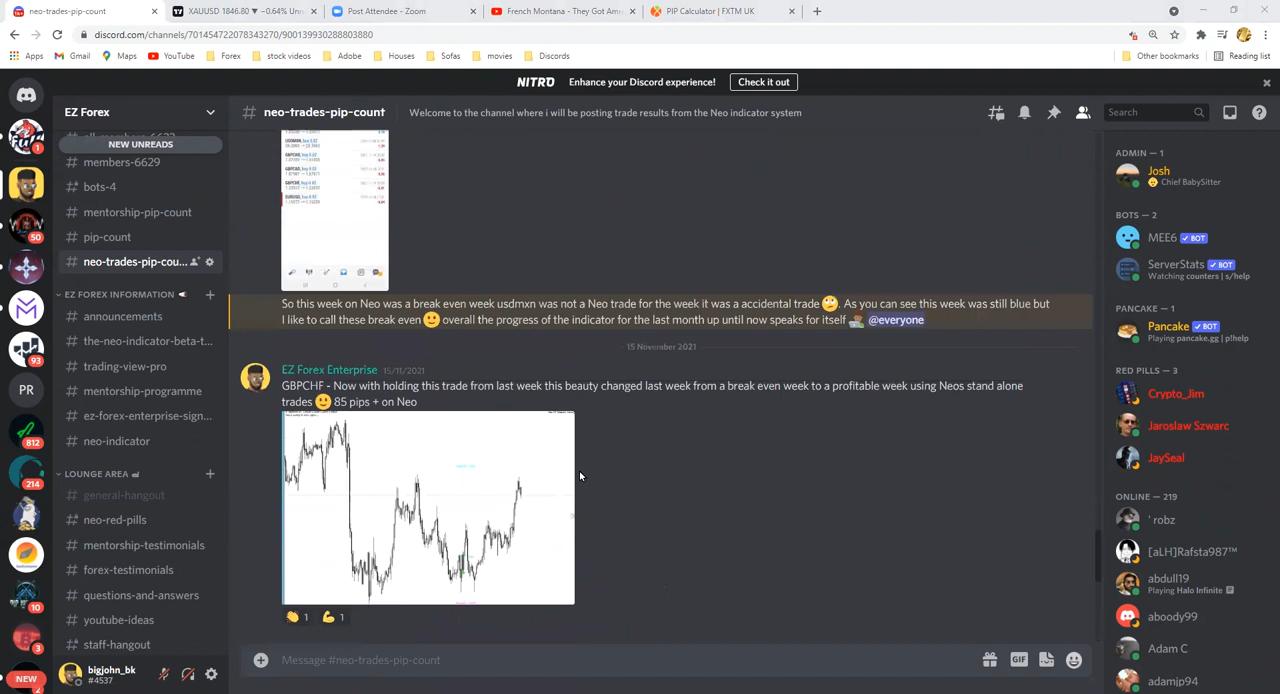 neo-trades-pip-count
XAUUSD 1846.80 ▼ −0.64% Unn
Post Attendee - Zoom
French Montana - They Got Am
PIP Calculator | FXTM UK
discord.com/channels/701454722078343270/900139930288803880
Apps
Gmail
Maps
YouTube
Forex
stock videos
Adobe
Houses
Sofas
movies
Discords
Other bookmarks
Reading list
NITRO Enhance your Discord experience! Check it out
EZ Forex
NEW UNREADS
members-6629
bots-4
mentorship-pip-count
pip-count
neo-trades-pip-cou...
EZ FOREX INFORMATION
announcements
the-neo-indicator-beta-t...
trading-view-pro
mentorship-programme
ez-forex-enterprise-sign...
neo-indicator
LOUNGE AREA
general-hangout
neo-red-pills
mentorship-testimonials
forex-testimonials
questions-and-answers
youtube-ideas
staff-hangout
bigjohn_bk
#4537
1
50
93
PR
812
214
10
3
NEW
neo-trades-pip-count
Welcome to the channel where i will be posting trade results from the Neo indicator system
Search
So this week on Neo was a break even week usdmxn was not a Neo trade for the week it was a accidental trade 🙄. As you can see this week was still blue but
I like to call these break even 🙂 overall the progress of the indicator for the last month up until now speaks for itself @everyone
15 November 2021
EZ Forex Enterprise 15/11/2021
GBPCHF - Now with holding this trade from last week this beauty changed last week from a break even week to a profitable week using Neos stand alone
trades 🙂 85 pips + on Neo
👏 1 💪 1
Message #neo-trades-pip-count
GIF
ADMIN — 1
Josh
Chief BabySitter
BOTS — 2
MEE6 ✓ BOT
ServerStats ✓ BOT
Watching counters | s/help
PANCAKE — 1
Pancake ✓ BOT
Playing pancake.gg | p!help
RED PILLS — 3
Crypto_Jim
Jaroslaw Szwarc
JaySeal
ONLINE — 219
' robz
[aLH]Rafsta987™
abdull19
Playing Halo Infinite
aboody99
Adam C
adamjp94